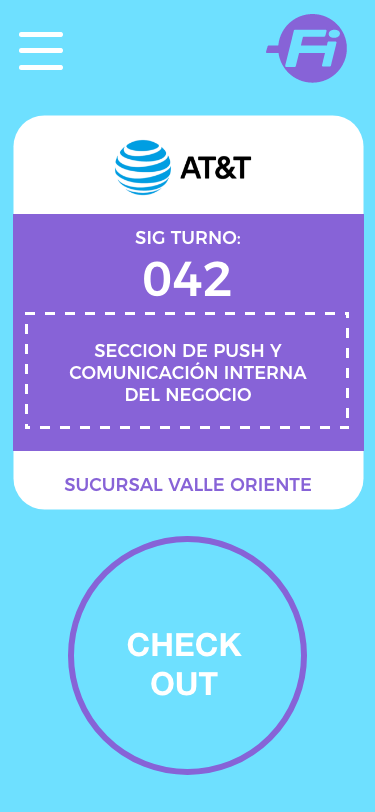 Fi
AT&T
SIG TURNO:
042
SECCION DE PUSH Y
COMUNICACIÓN INTERNA
DEL NEGOCIO
SUCURSAL VALLE ORIENTE
CHECK
OUT